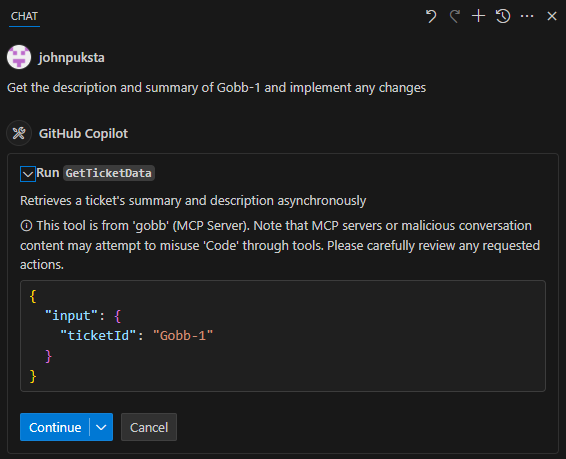 CHAT
johnpuksta
Get the description and summary of Gobb-1 and implement any changes
GitHub Copilot
Run GetTicketData
Retrieves a ticket's summary and description asynchronously
This tool is from 'gobb' (MCP Server). Note that MCP servers or malicious conversation
content may attempt to misuse 'Code' through tools. Please carefully review any requested
actions.
{
"input": {
"ticketId": "Gobb-1"
}
}
Continue
Cancel